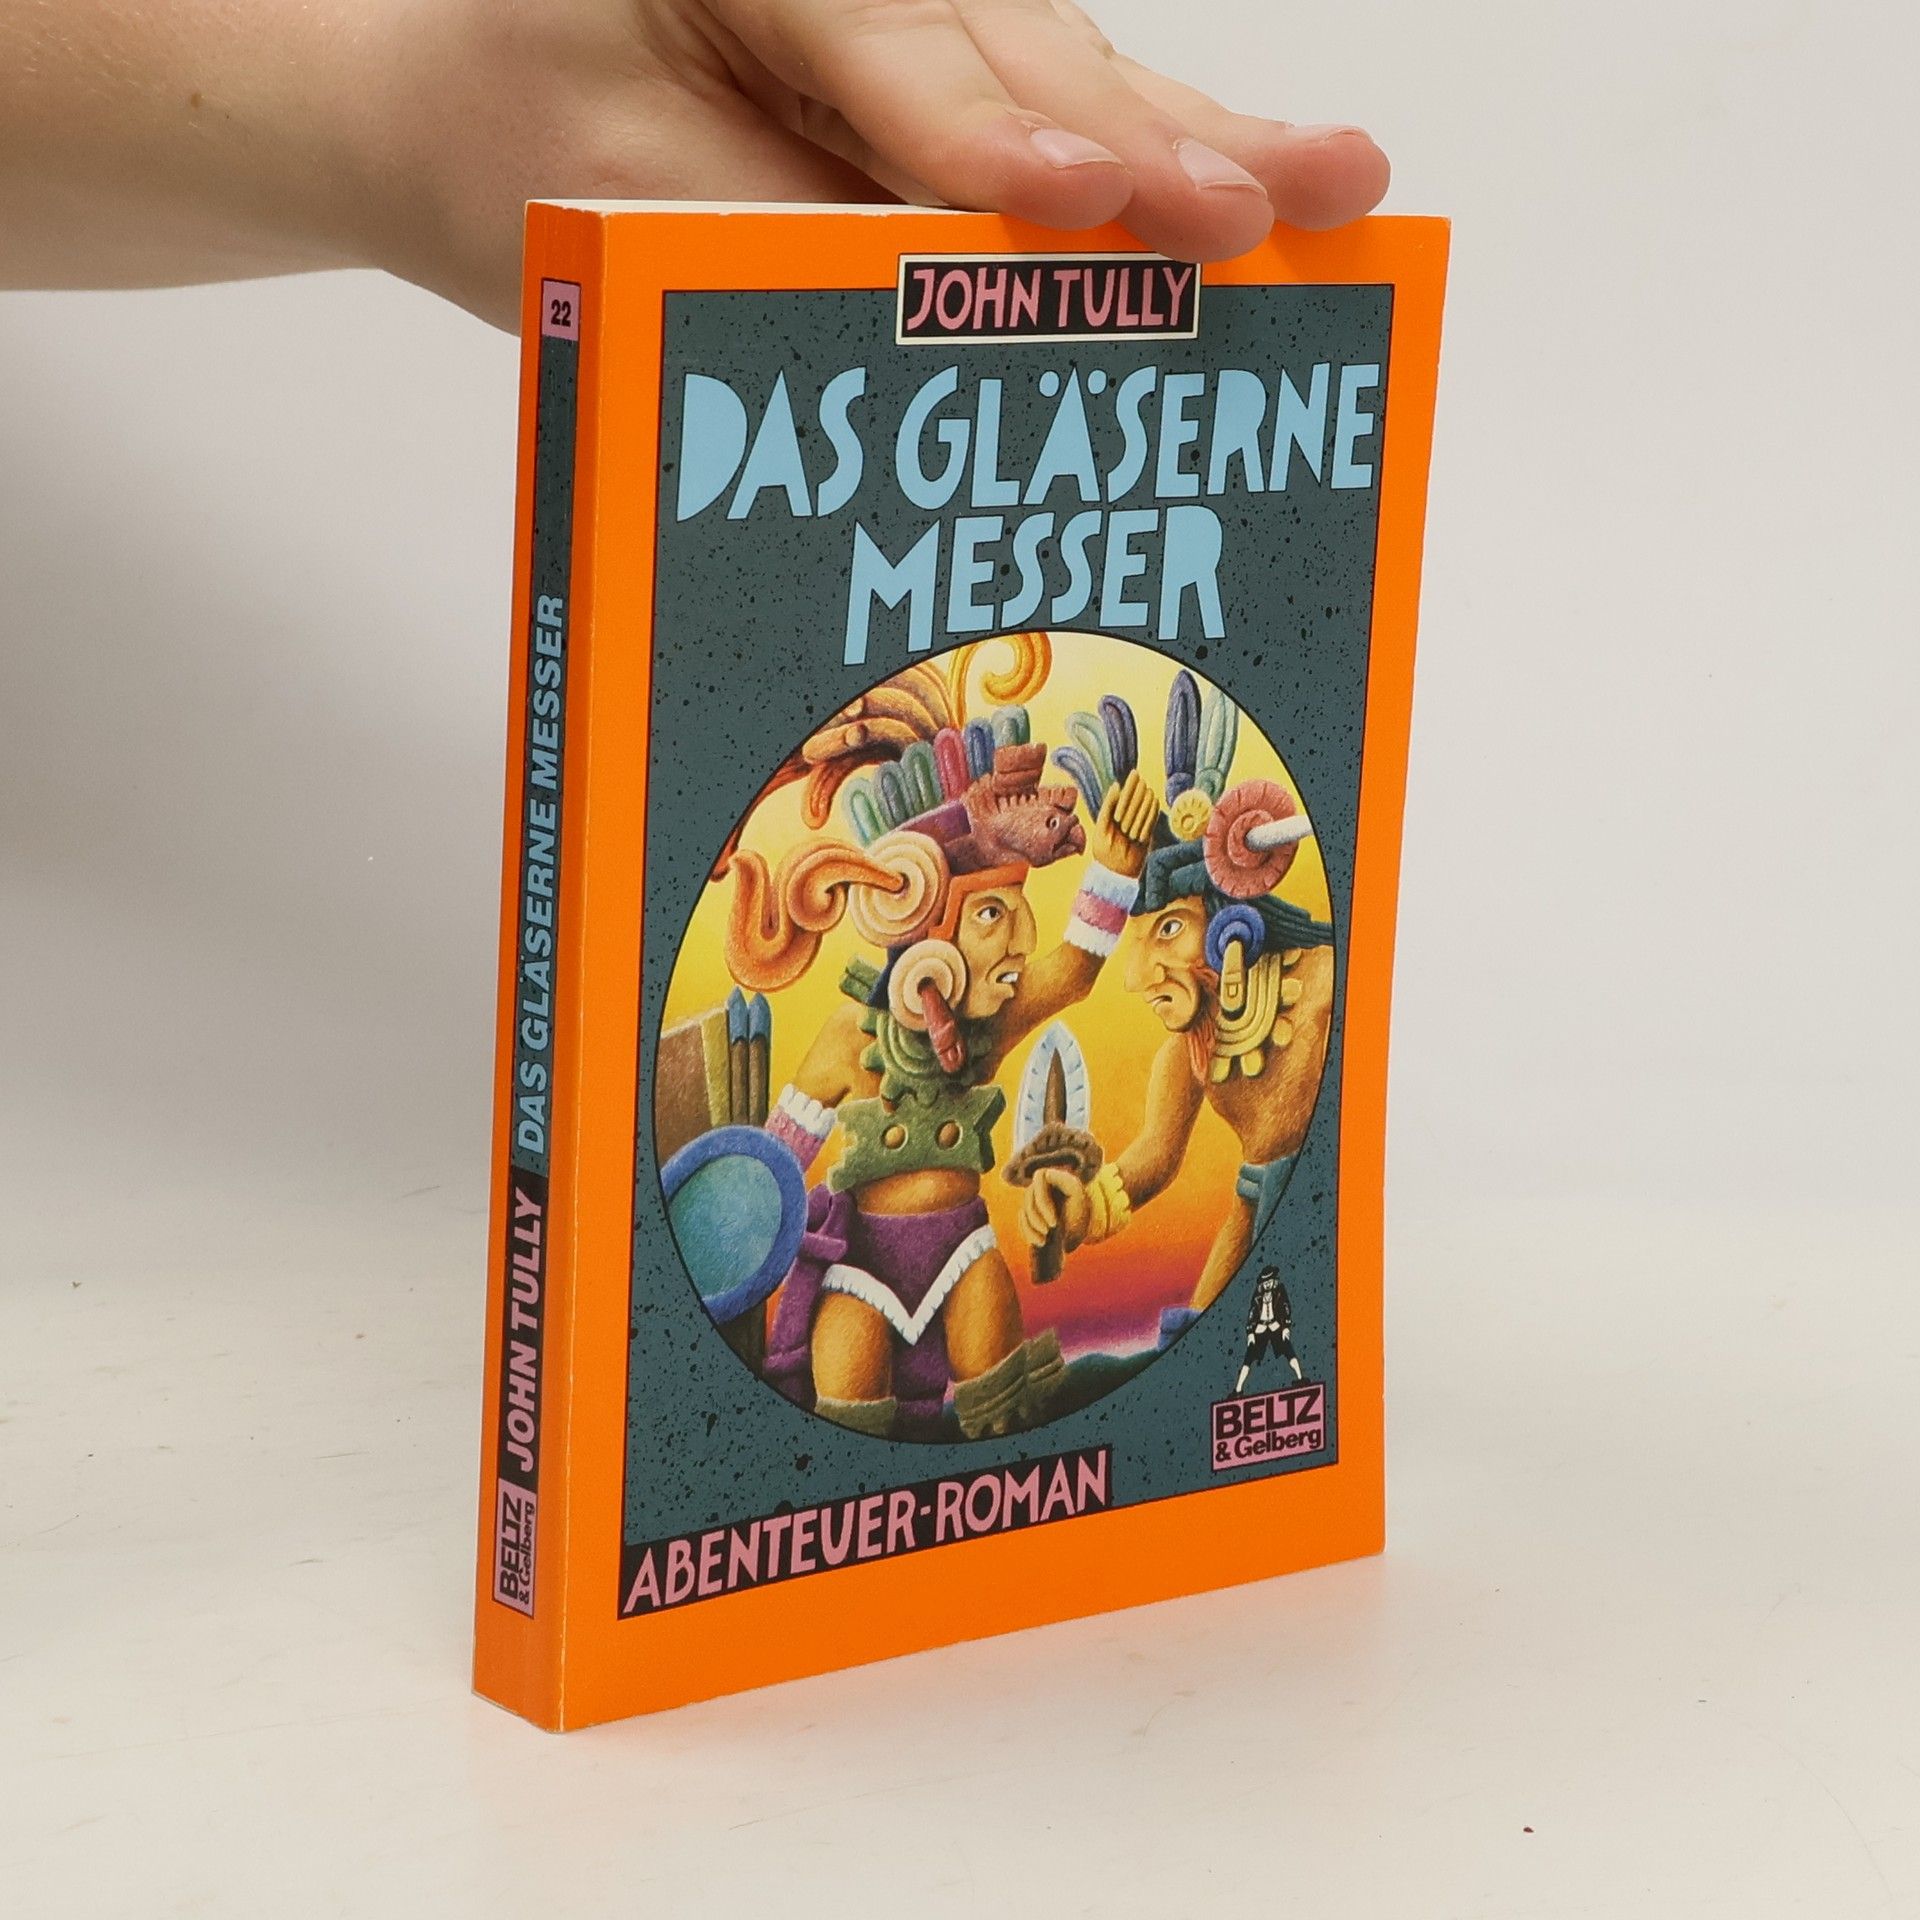 JOHN TULLY
DAS GLÄSERNE
MESSER
BELTZ
& Gelberg
ABENTEUER-ROMAN
22
DAS GLÄSERNE MESSER
JOHN TULLY
BELTZ
& Gelberg